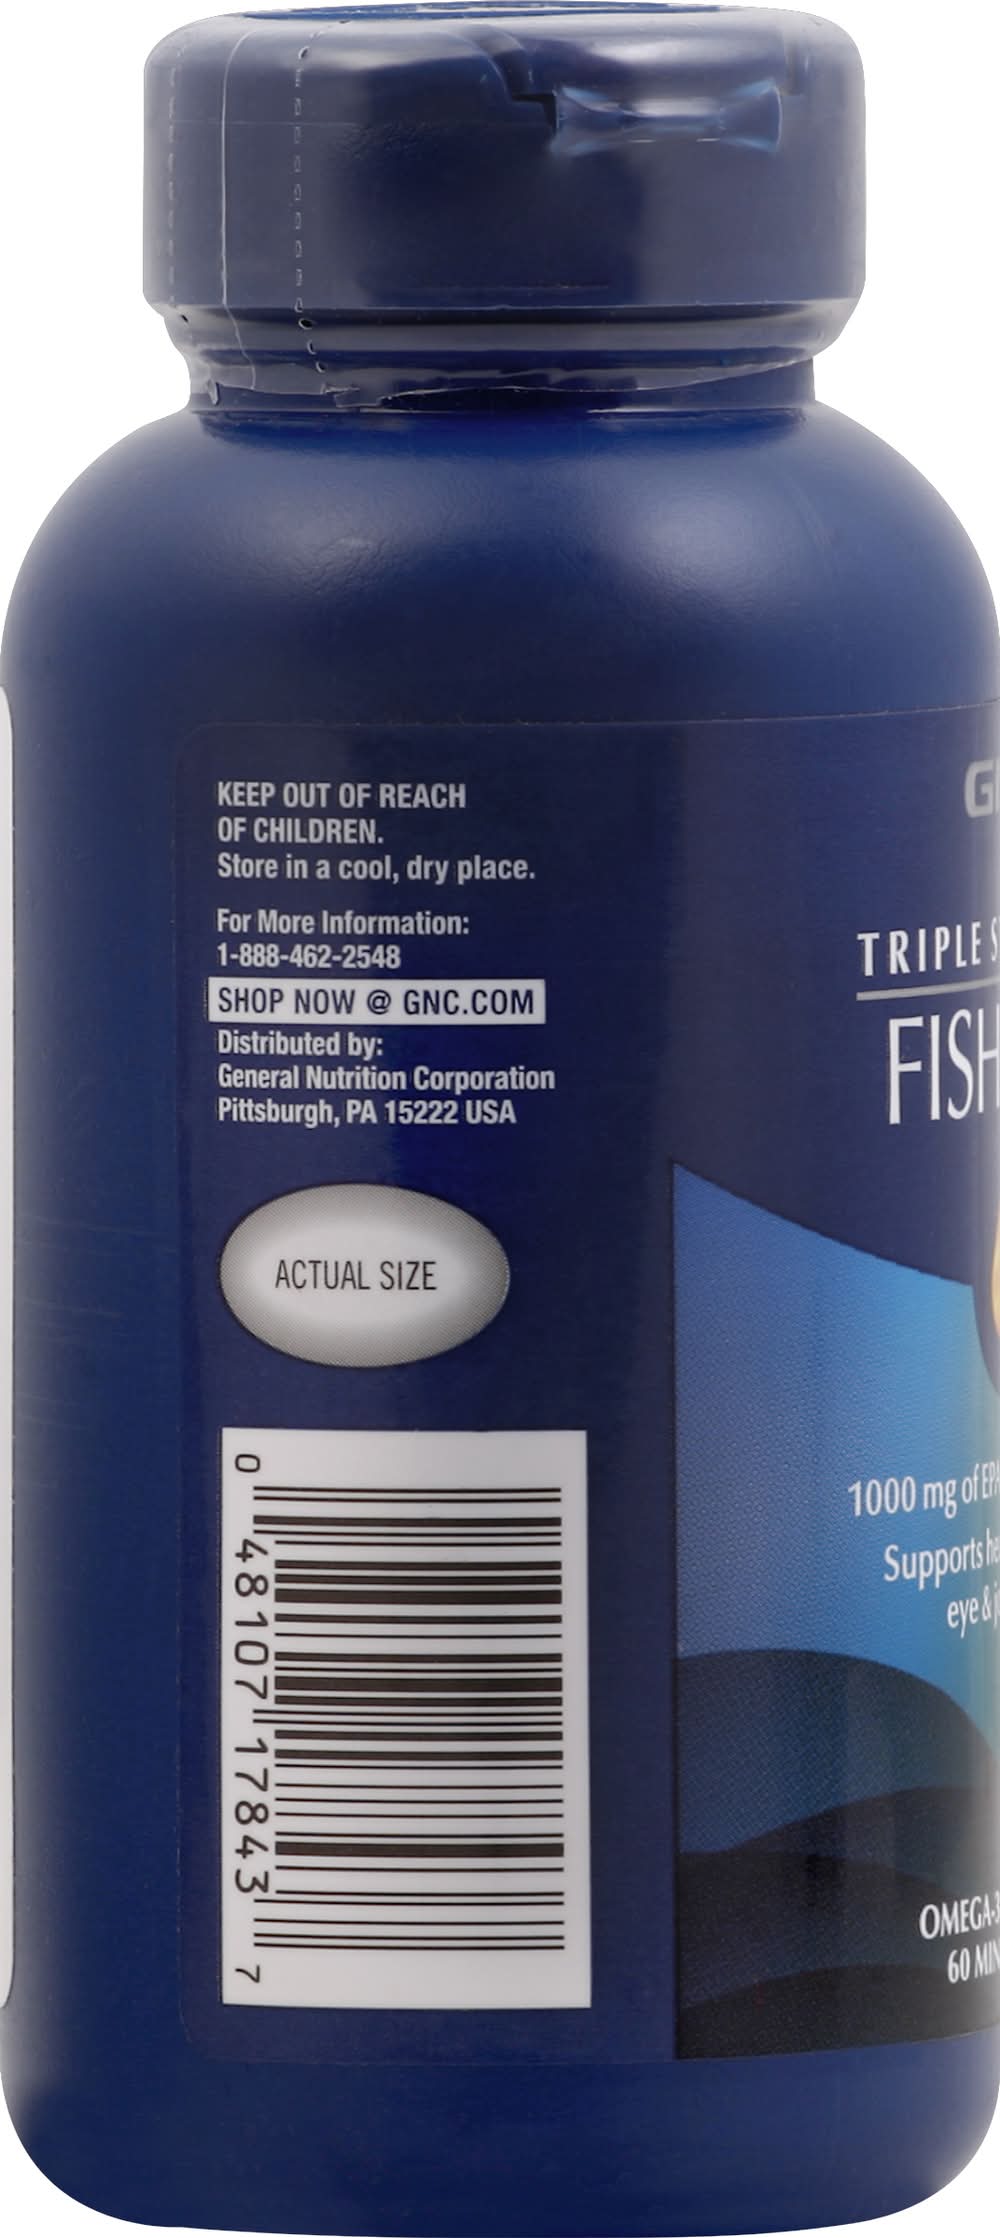 KEEP OUT OF REACH
OF CHILDREN.
Store in a cool, dry place.
For More Information:
1-888-462-2548
SHOP NOW @ GNC.COM
Distributed by:
General Nutrition Corporation
Pittsburgh, PA 15222 USA
ACTUAL SIZE
0 48107 17843 7
TRIPLE
FISH
1000 mg of EPA
Supports
eye &
OMEGA-3
60